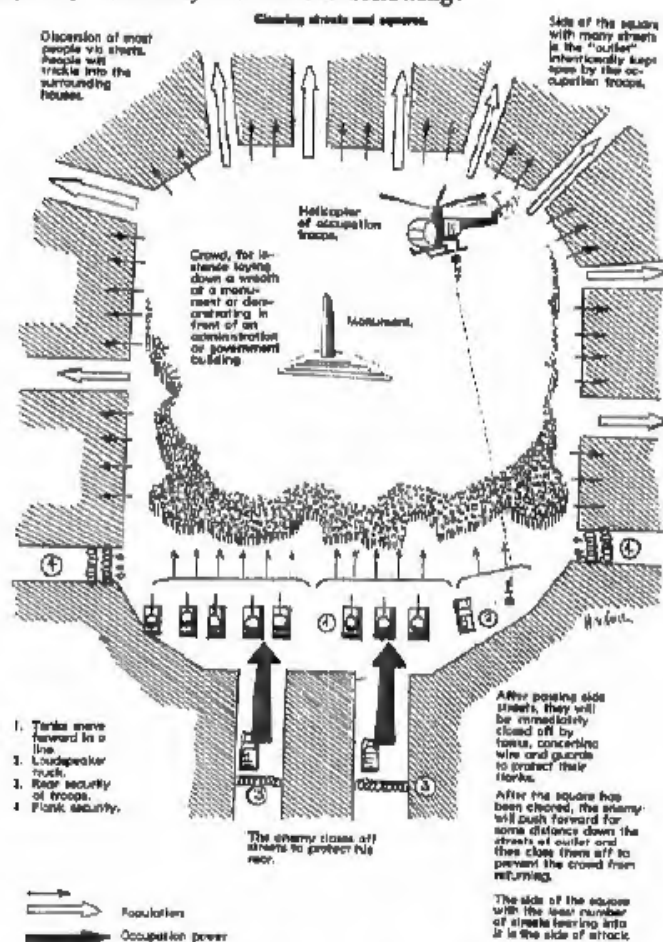 Clearing streets and squares.
Dispersion of most
people via streets.
People will
trickle into the
surrounding
houses.
Side of the square
with many streets
is the "outlet"
intentionally kept
open by the oc-
cupation troops.
Helicopter
of occupation
troops.
Crowd, for in-
stance laying
down a wreath
at a monu-
ment or dem-
onstrating in
front of an
administration
or government
building
Monument.
4
4
1
2
3
3
1. Tanks move
forward in a
line.
2. Loudspeaker
truck.
3. Rear security
of troops.
4 Flank security.
The enemy closes off
streets to protect his
rear.
After passing side
streets, they will
be immediately
closed off by
wire and guards
to protect their
flanks.
After the square has
been cleared, the enemy
will push forward for
some distance down the
streets of outlet and
then close them off to
prevent the crowd from
returning.
The side of the square
with the least number
of streets leaving into
it is the side of attack
Population
Occupation power